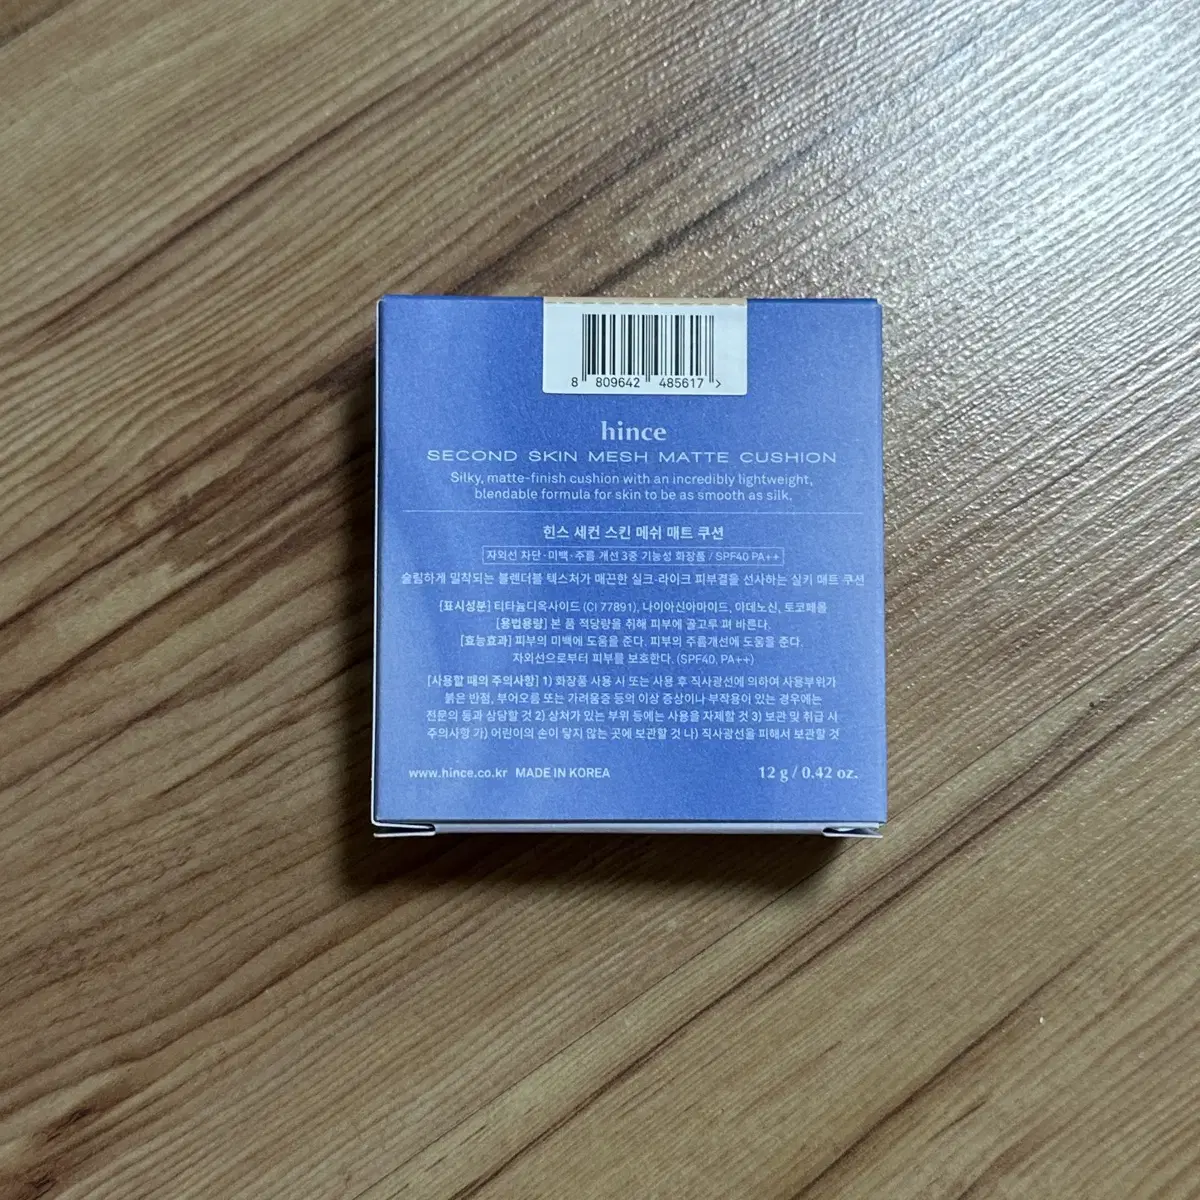 8 809642 485617 >
hince
SECOND SKIN MESH MATTE CUSHION
Silky, matte-finish cushion with an incredibly lightweight,
blendable formula for skin to be as smooth as silk.
힌스 세컨 스킨 메쉬 매트 쿠션
자외선 차단·미백·주름 개선 3중 기능성 화장품 / SPF40 PA++
슬림하게 밀착되는 블렌더블 텍스처가 매끈한 실크-라이크 피부결을 선사하는 실키 매트 쿠션
[표시성분] 티타늄디옥사이드 (CI 77891), 나이아신아마이드, 아데노신, 토코페롤
[용법용량] 본 품 적당량을 취해 피부에 골고루 펴 바른다.
[효능효과] 피부의 미백에 도움을 준다. 피부의 주름개선에 도움을 준다.
자외선으로부터 피부를 보호한다. (SPF40, PA++)
[사용할 때의 주의사항] 1) 화장품 사용 시 또는 사용 후 직사광선에 의하여 사용부위가
붉은 반점, 부어오름 또는 가려움증 등의 이상 증상이나 부작용이 있는 경우에는
전문의 등과 상담할 것 2) 상처가 있는 부위 등에는 사용을 자제할 것 3) 보관 및 취급 시
주의사항 가) 어린이의 손이 닿지 않는 곳에 보관할 것 나) 직사광선을 피해서 보관할 것
www.hince.co.kr MADE IN KOREA
12 g / 0.42 oz.